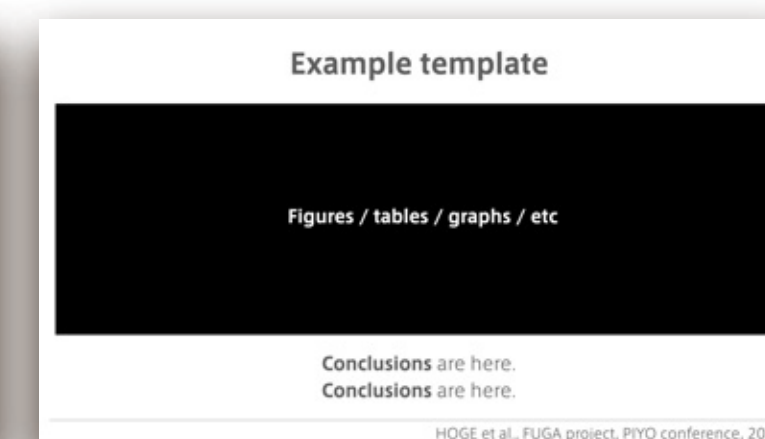 Example template
Figures / tables / graphs / etc
Conclusions are here.
Conclusions are here.
HOGE et al., FUGA project, PIYO conference, 20